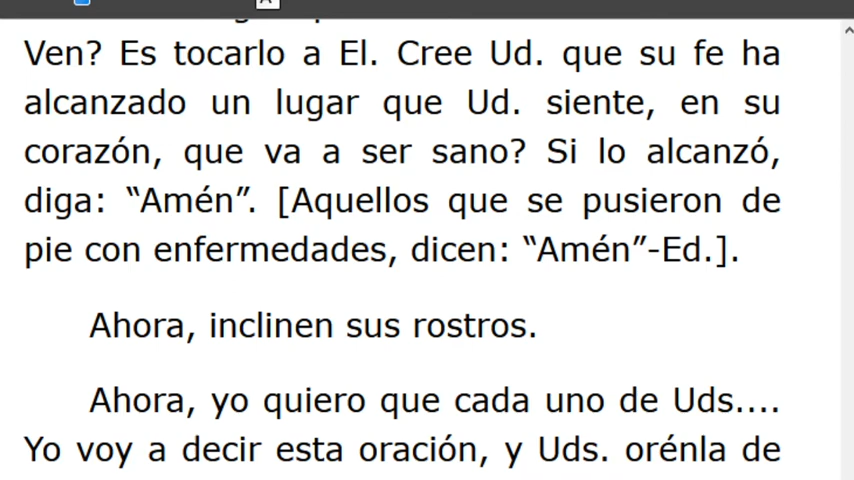 Ven? Es tocarlo a El. Cree Ud. que su fe ha
alcanzado un lugar que Ud. siente, en su
corazón, que va a ser sano? Si lo alcanzó,
diga: “Amén”. [Aquellos que se pusieron de
pie con enfermedades, dicen: “Amén”-Ed.].
Ahora, inclinen sus rostros.
Ahora, yo quiero que cada uno de Uds....
Yo voy a decir esta oración, y Uds. orénla de